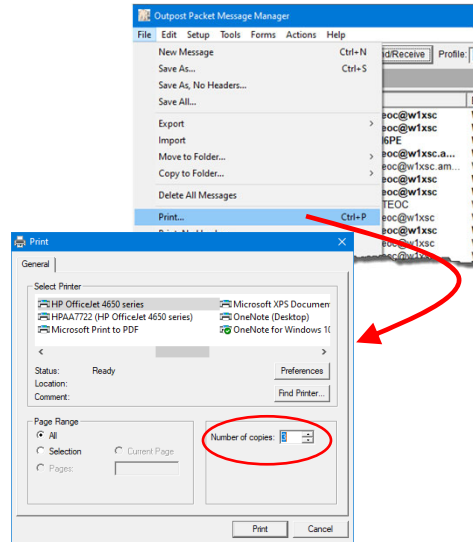 Outpost Packet Message Manager
File Edit Setup Tools Forms Actions Help
New Message Ctrl+N
Save As... Ctrl+S
Save As, No Headers...
Save All...
Export >
Import
Move to Folder... >
Copy to Folder... >
Delete All Messages
Print... Ctrl+P
d/Receive Profile:
eoc@w1xsc
eoc@w1xsc
6PE
eoc@w1xsc.a...
eoc@w1xsc.am...
eoc@w1xsc
eoc@w1xsc
TEOC
eoc@w1xsc
eoc@w1xsc
eoc@w1xsc
Print
General
Select Printer
HP OfficeJet 4650 series Microsoft XPS Documen
HPAA7722 (HP OfficeJet 4650 series) OneNote (Desktop)
Microsoft Print to PDF OneNote for Windows 10
< >
Status: Ready Preferences
Location:
Comment: Find Printer...
Page Range
All
Selection Current Page
Pages:
Number of copies: 3
Print Cancel